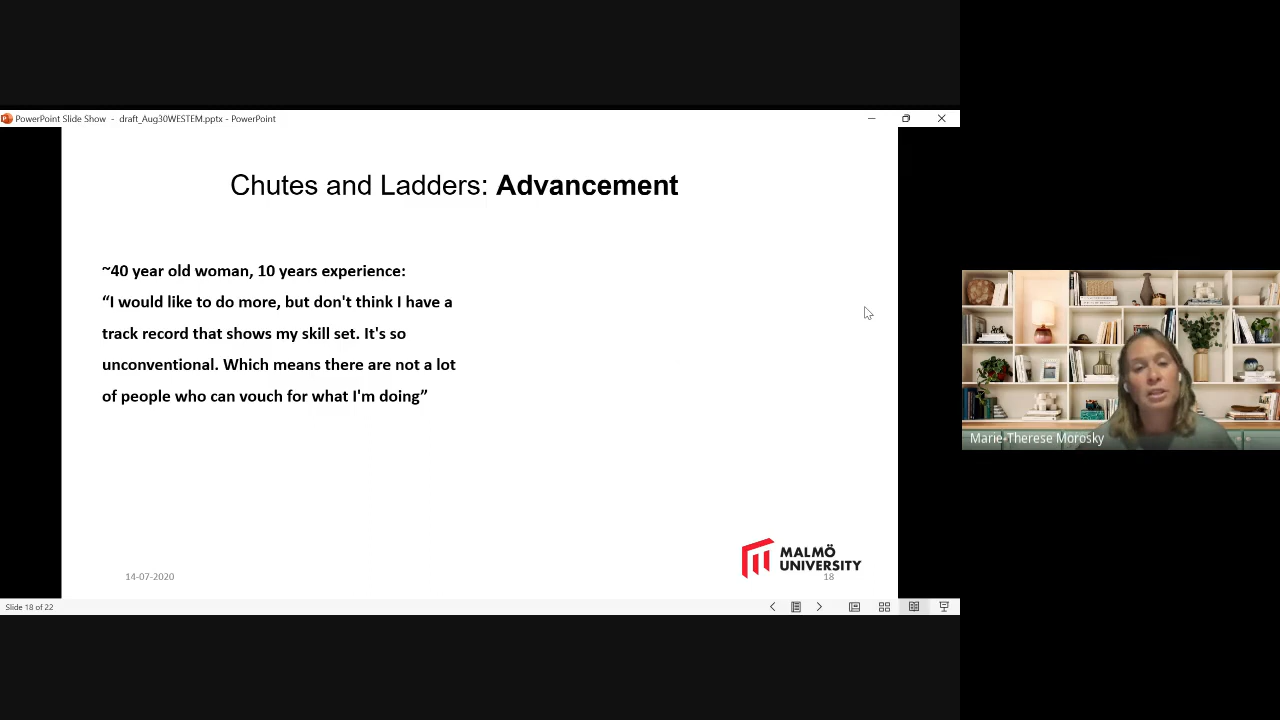 PowerPoint Slide Show - draft_Aug30WESTEM.pptx - PowerPoint
Chutes and Ladders: Advancement
~40 year old woman, 10 years experience:
“I would like to do more, but don't think I have a
track record that shows my skill set. It's so
unconventional. Which means there are not a lot
of people who can vouch for what I'm doing”
MALMÖ
UNIVERSITY
14-07-2020
18
Slide 18 of 22
Marie-Therese Morosky